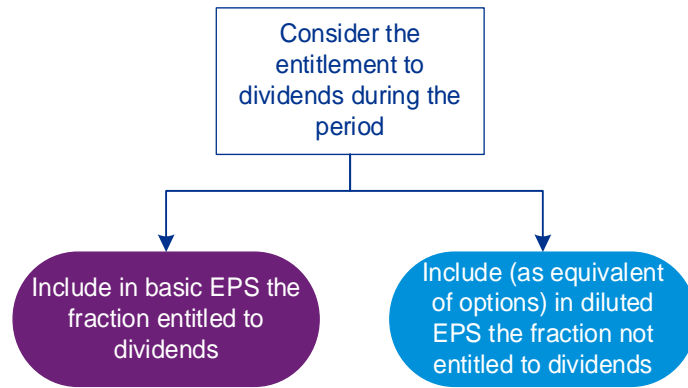 Consider the
entitlement to
dividends during the
period
Include in basic EPS the
fraction entitled to
dividends
Include (as equivalent
of options) in diluted
EPS the fraction not
entitled to dividends